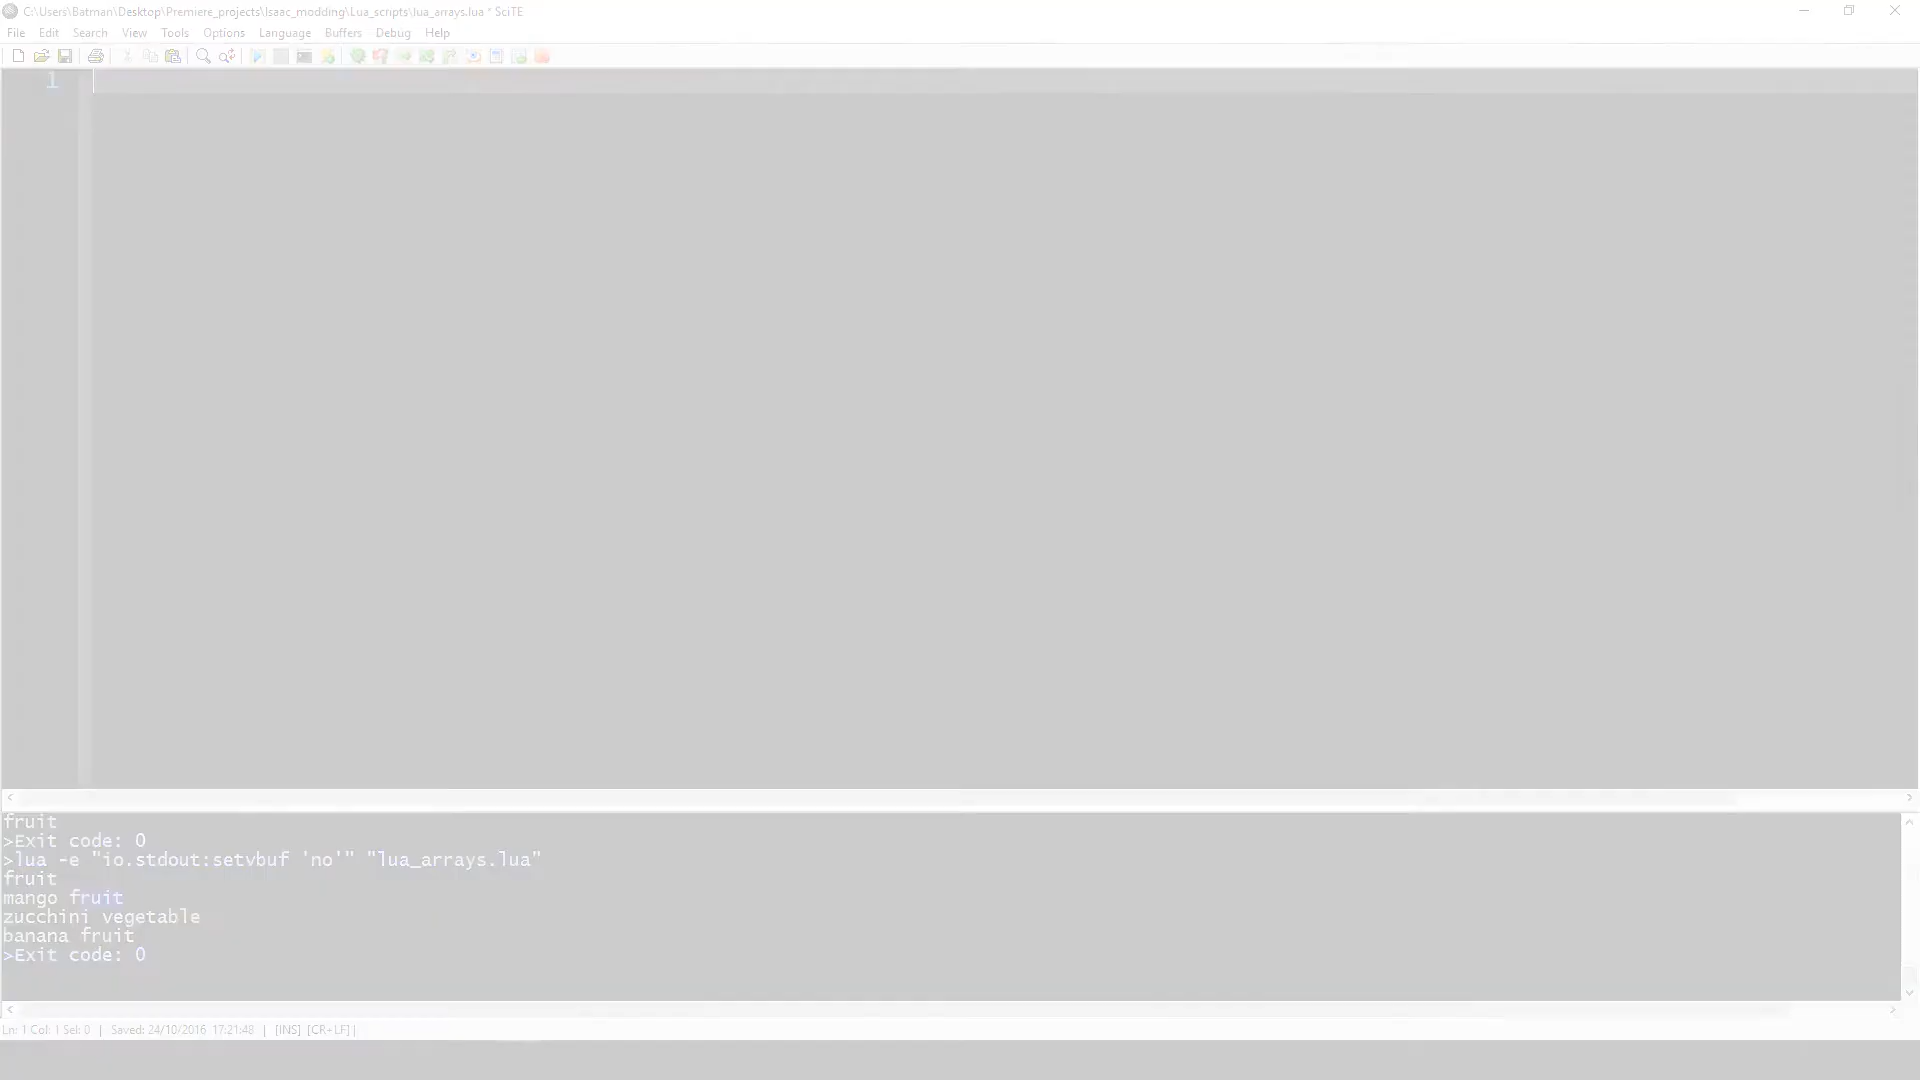 C:\Users\Batman\Desktop\Premiere_projects\Isaac_modding\Lua_scripts\lua_arrays.lua * SciTE
File Edit Search View Tools Options Language Buffers Debug Help
1
fruit
>Exit code: 0
>lua -e "io.stdout:setvbuf 'no'" "lua_arrays.lua"
fruit
mango fruit
zucchini vegetable
banana fruit
>Exit code: 0
Ln: 1 Col: 1 Sel: 0 | Saved: 24/10/2016 17:21:48 | [INS] [CR+LF] |